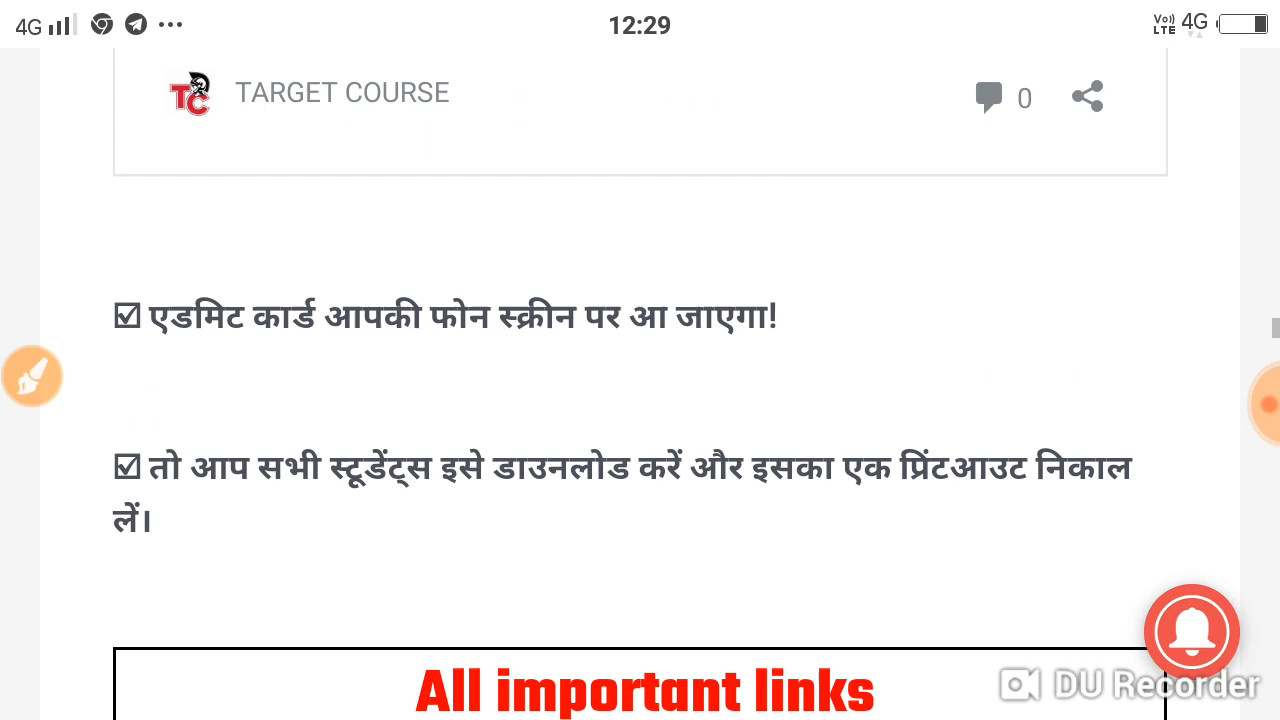 4G 12:29 Vo)) LTE 4G
TC TARGET COURSE 0
☑ एडमिट कार्ड आपकी फोन स्क्रीन पर आ जाएगा!
☑ तो आप सभी स्टूडेंट्स इसे डाउनलोड करें और इसका एक प्रिंटआउट निकाल
लें।
All important links
DU Recorder